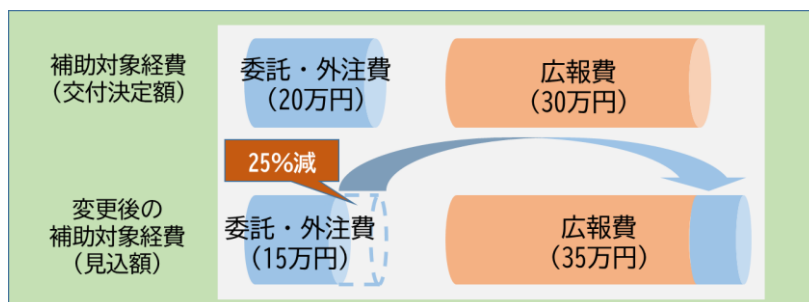 補助対象経費
（交付決定額）
委託・外注費
（20万円）
広報費
（30万円）
25%減
変更後の
補助対象経費
（見込額）
委託・外注費
（15万円）
広報費
（35万円）